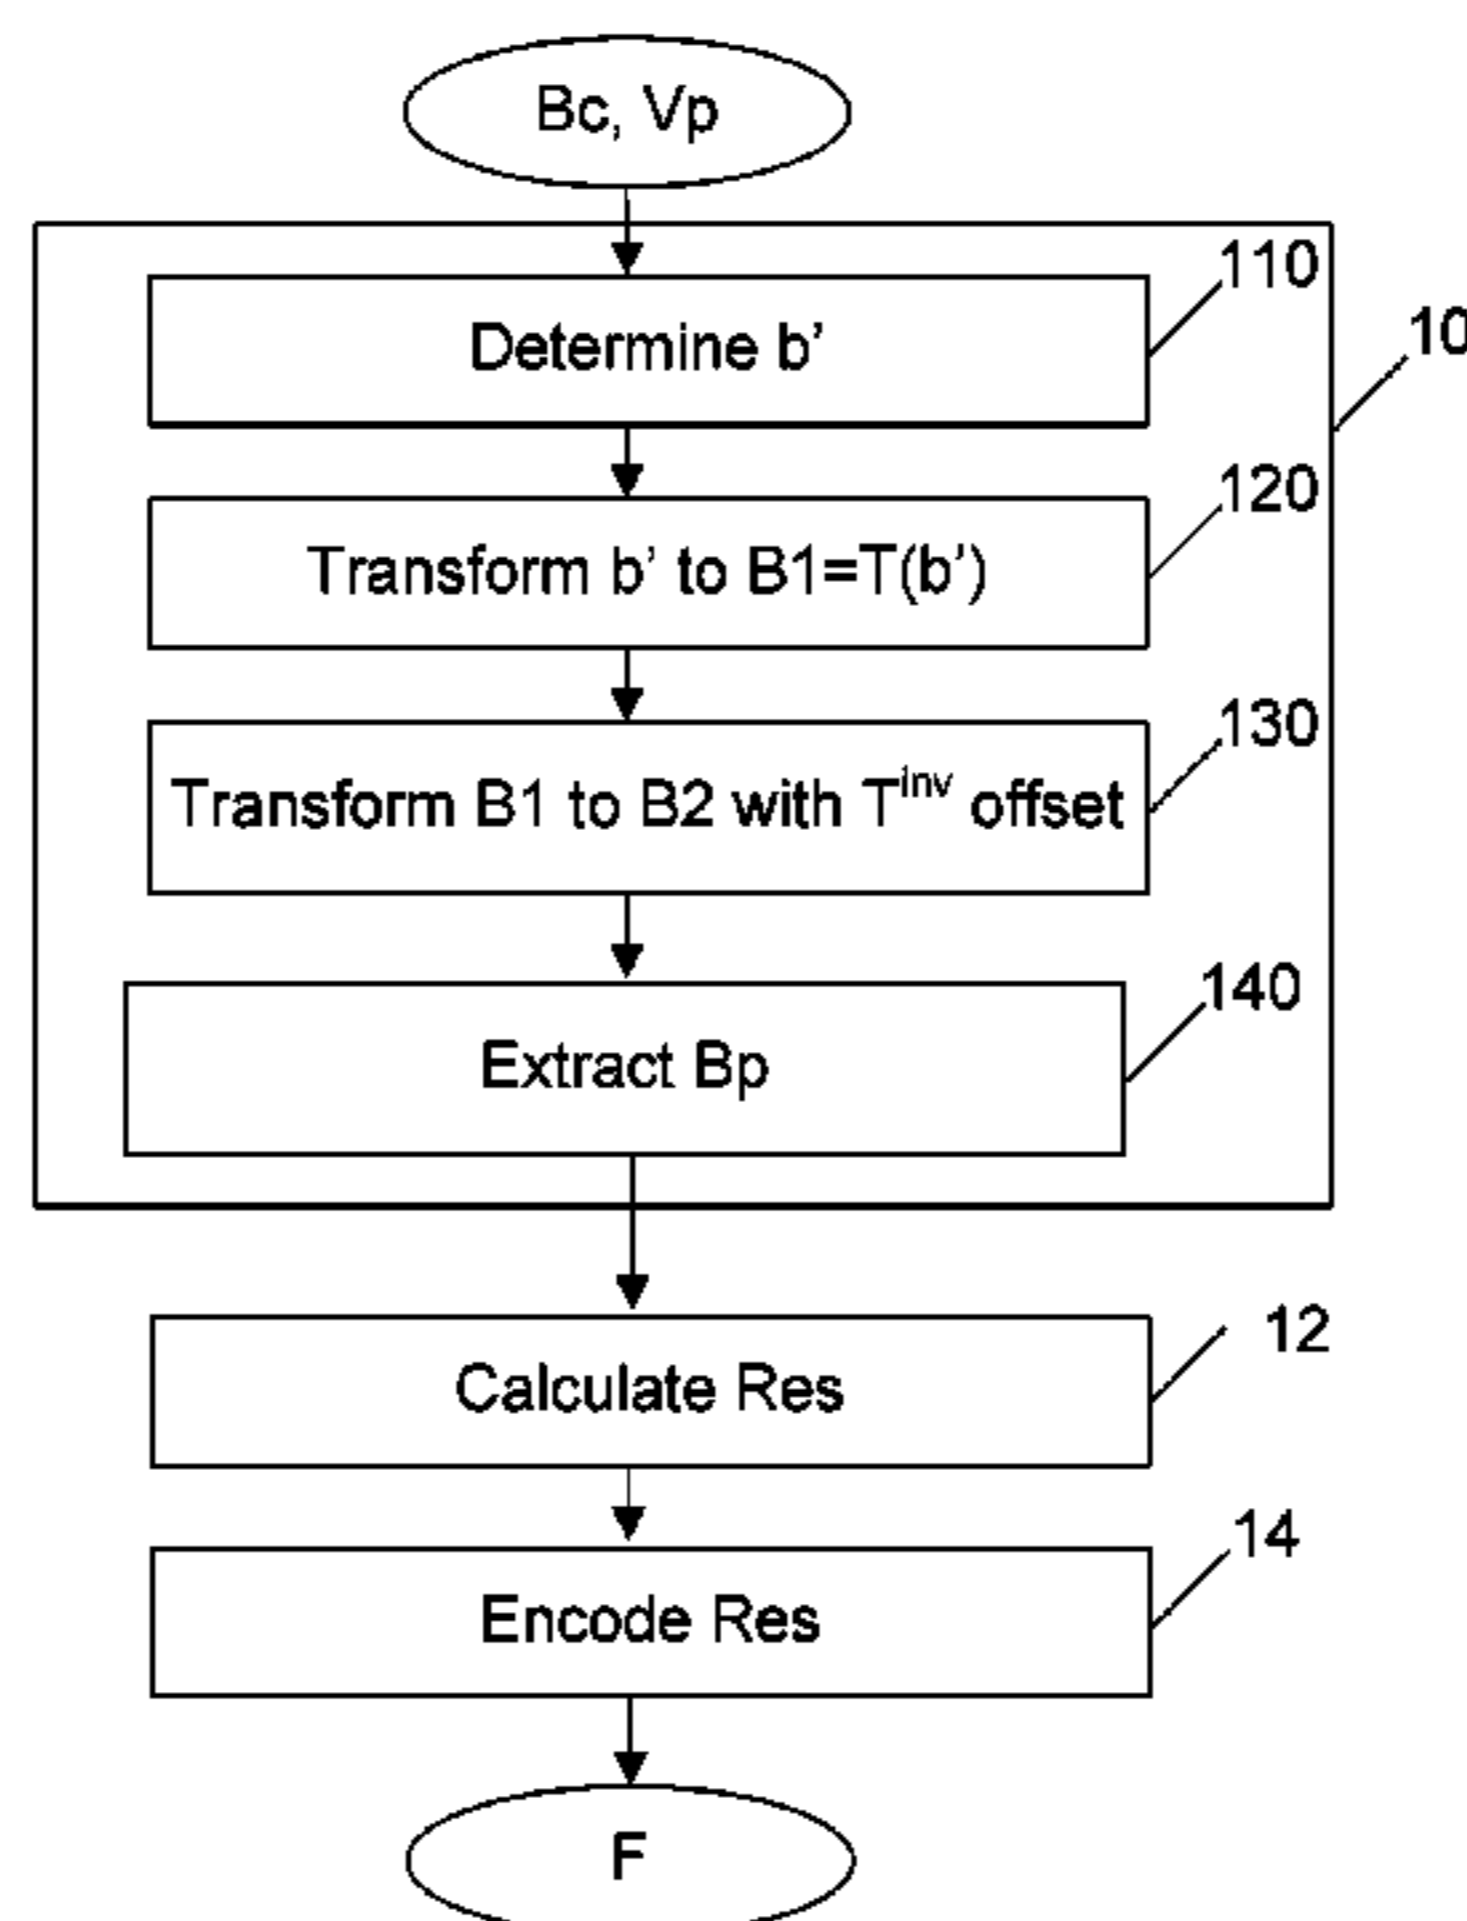 Bc, Vp
110
Determine b’
10
120
Transform b’ to B1=T(b’)
130
Transform B1 to B2 with Tⁱⁿᵛ offset
140
Extract Bp
12
Calculate Res
14
Encode Res
F